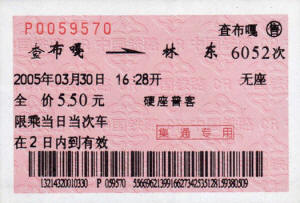 P0059570 查布嘎 售
查布嘎 林东 6052次
2005年03月30日 16:28开 无座
全 价 5.50元 硬座普客
限乘当日当次车
集通专用
在2日内到有效
13214320010330 P 059570